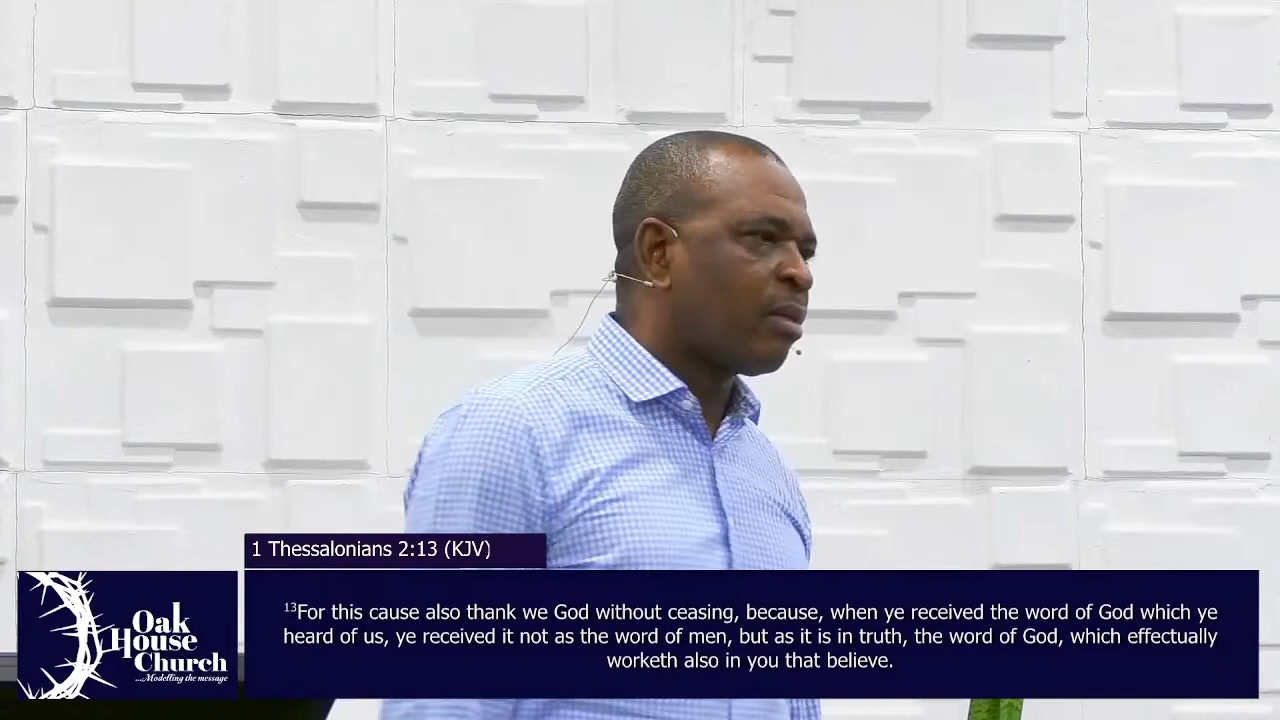 1 Thessalonians 2:13 (KJV)
Oak
House
Church
...Modelling the message
13For this cause also thank we God without ceasing, because, when ye received the word of God which ye
heard of us, ye received it not as the word of men, but as it is in truth, the word of God, which effectually
worketh also in you that believe.